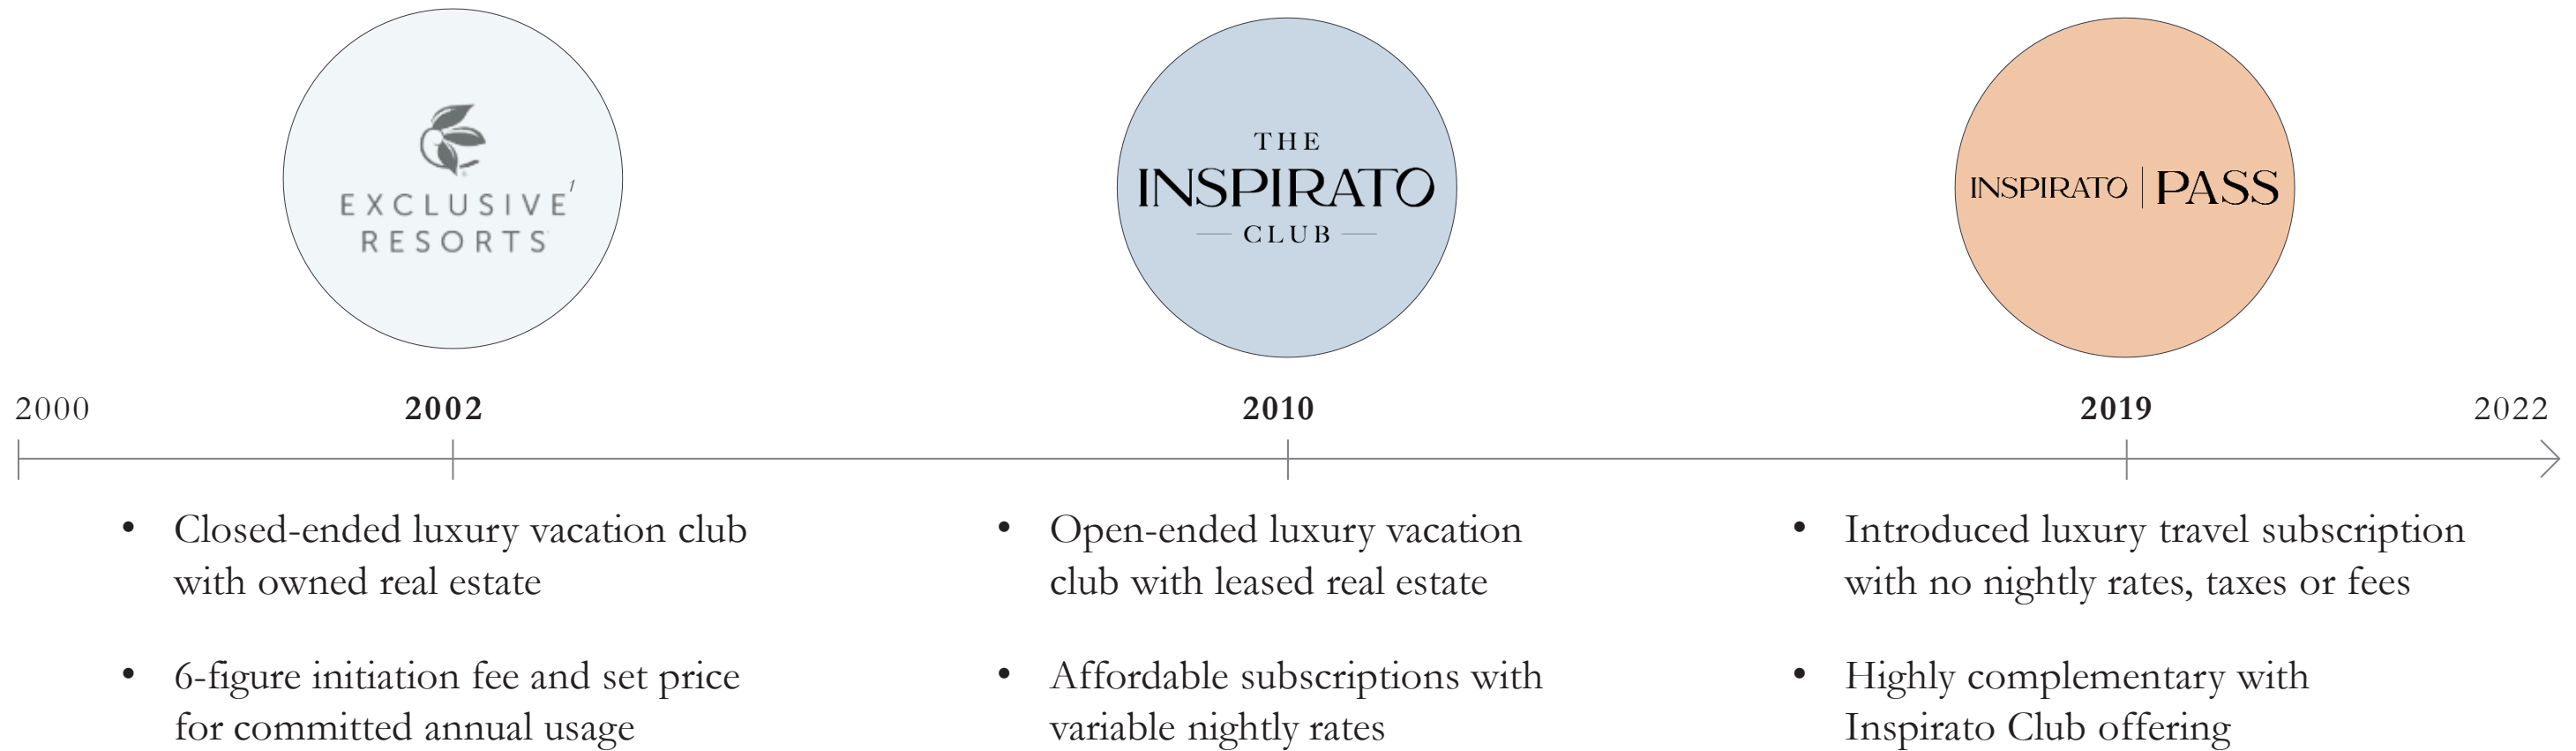 EXCLUSIVE1
RESORTS
THE
INSPIRATO
CLUB
INSPIRATO | PASS
2000
2002
2010
2019
2022
• Closed-ended luxury vacation club
with owned real estate
• 6-figure initiation fee and set price
for committed annual usage
• Open-ended luxury vacation
club with leased real estate
• Affordable subscriptions with
variable nightly rates
• Introduced luxury travel subscription
with no nightly rates, taxes or fees
• Highly complementary with
Inspirato Club offering